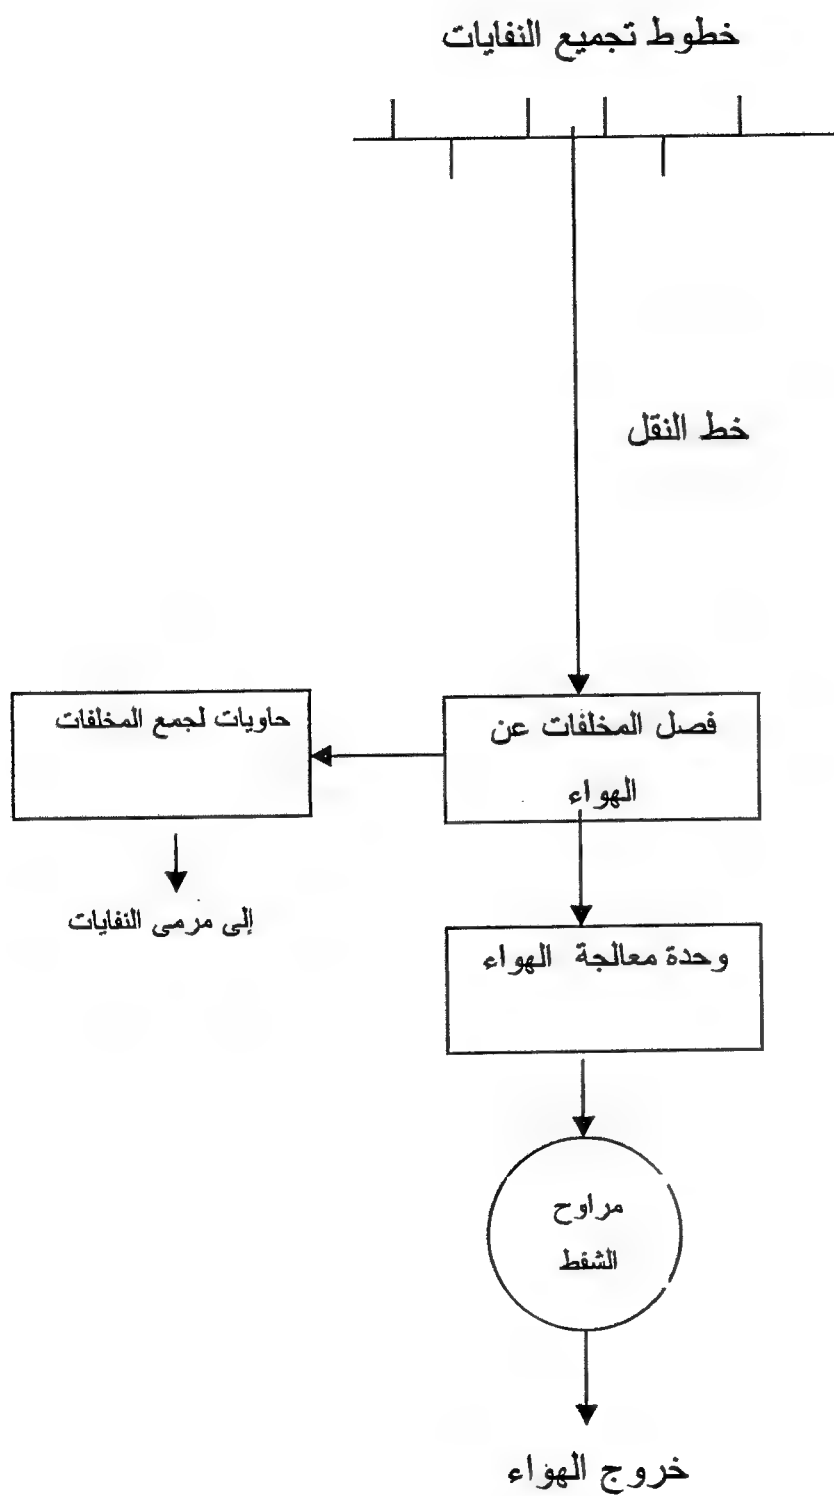 خطوط تجميع النفايات
خط النقل
فصل المخلفات عن
الهواء
حاويات لجمع المخلفات
إلى مرمى النفايات
وحدة معالجة الهواء
مراوح
الشفط
خروج الهواء